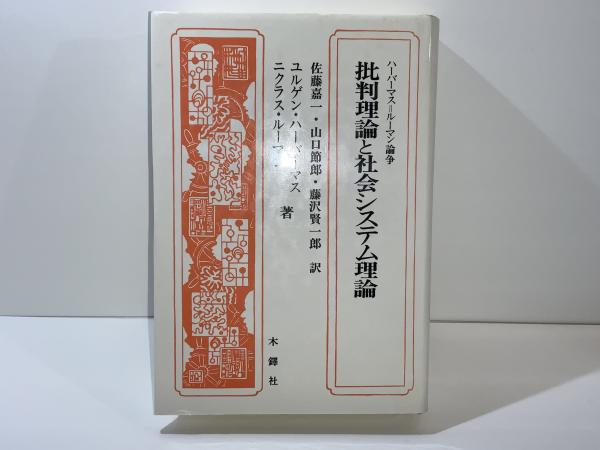 ハーバーマス=ルーマン論争
批判理論と社会システム理論
佐藤嘉一・山口節郎・藤沢賢一郎 訳
ユルゲン・ハーバーマス
ニクラス・ルーマ
著
木鐸社